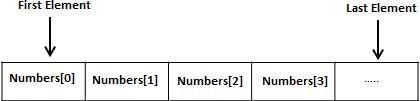 First Element Last Element
Numbers[0] Numbers[1] Numbers[2] Numbers[3] .....